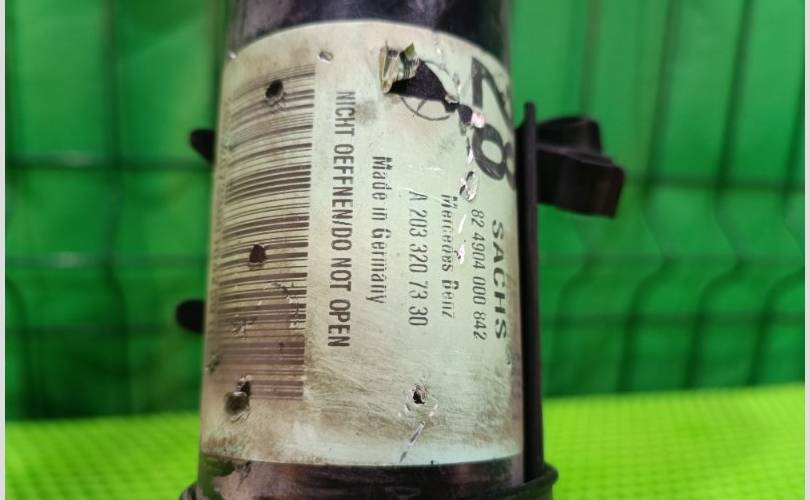 SACHS
82 4904 000 842
Mercedes Benz
A 203 320 73 30
Made in Germany
NICHT OEFFNEN/DO NOT OPEN